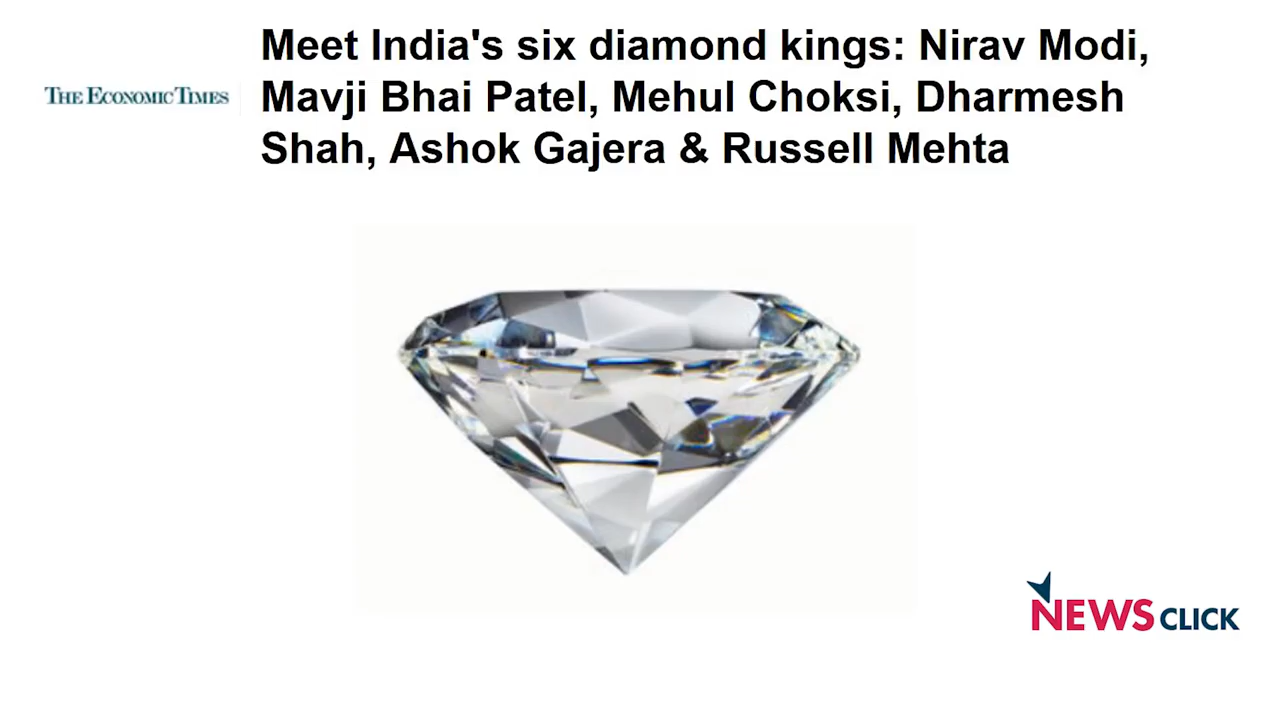 THE ECONOMIC TIMES
Meet India's six diamond kings: Nirav Modi,
Mavji Bhai Patel, Mehul Choksi, Dharmesh
Shah, Ashok Gajera & Russell Mehta
NEWS CLICK